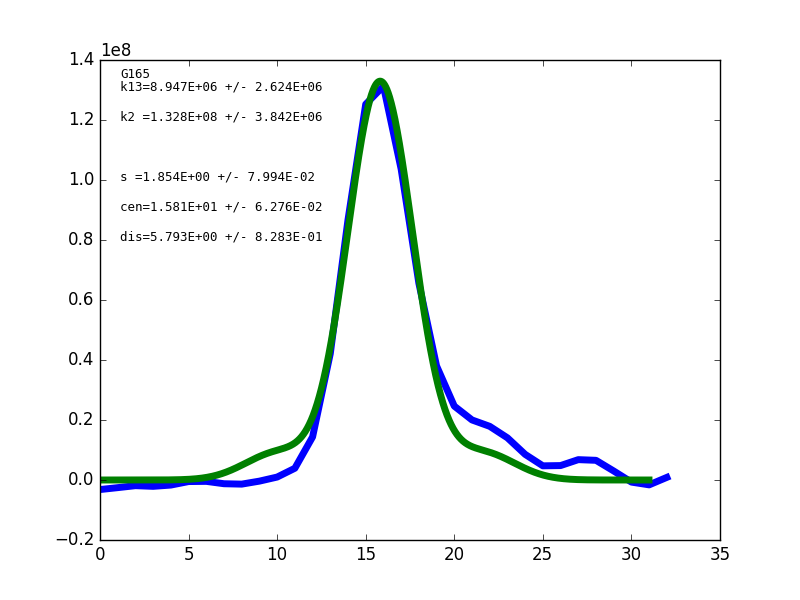 1e8
1.4
G165
k13=8.947E+06 +/- 2.624E+06
1.2
k2 =1.328E+08 +/- 3.842E+06
1.0
s =1.854E+00 +/- 7.994E-02
cen=1.581E+01 +/- 6.276E-02
0.8
dis=5.793E+00 +/- 8.283E-01
0.6
0.4
0.2
0.0
−0.2
0 5 10 15 20 25 30 35